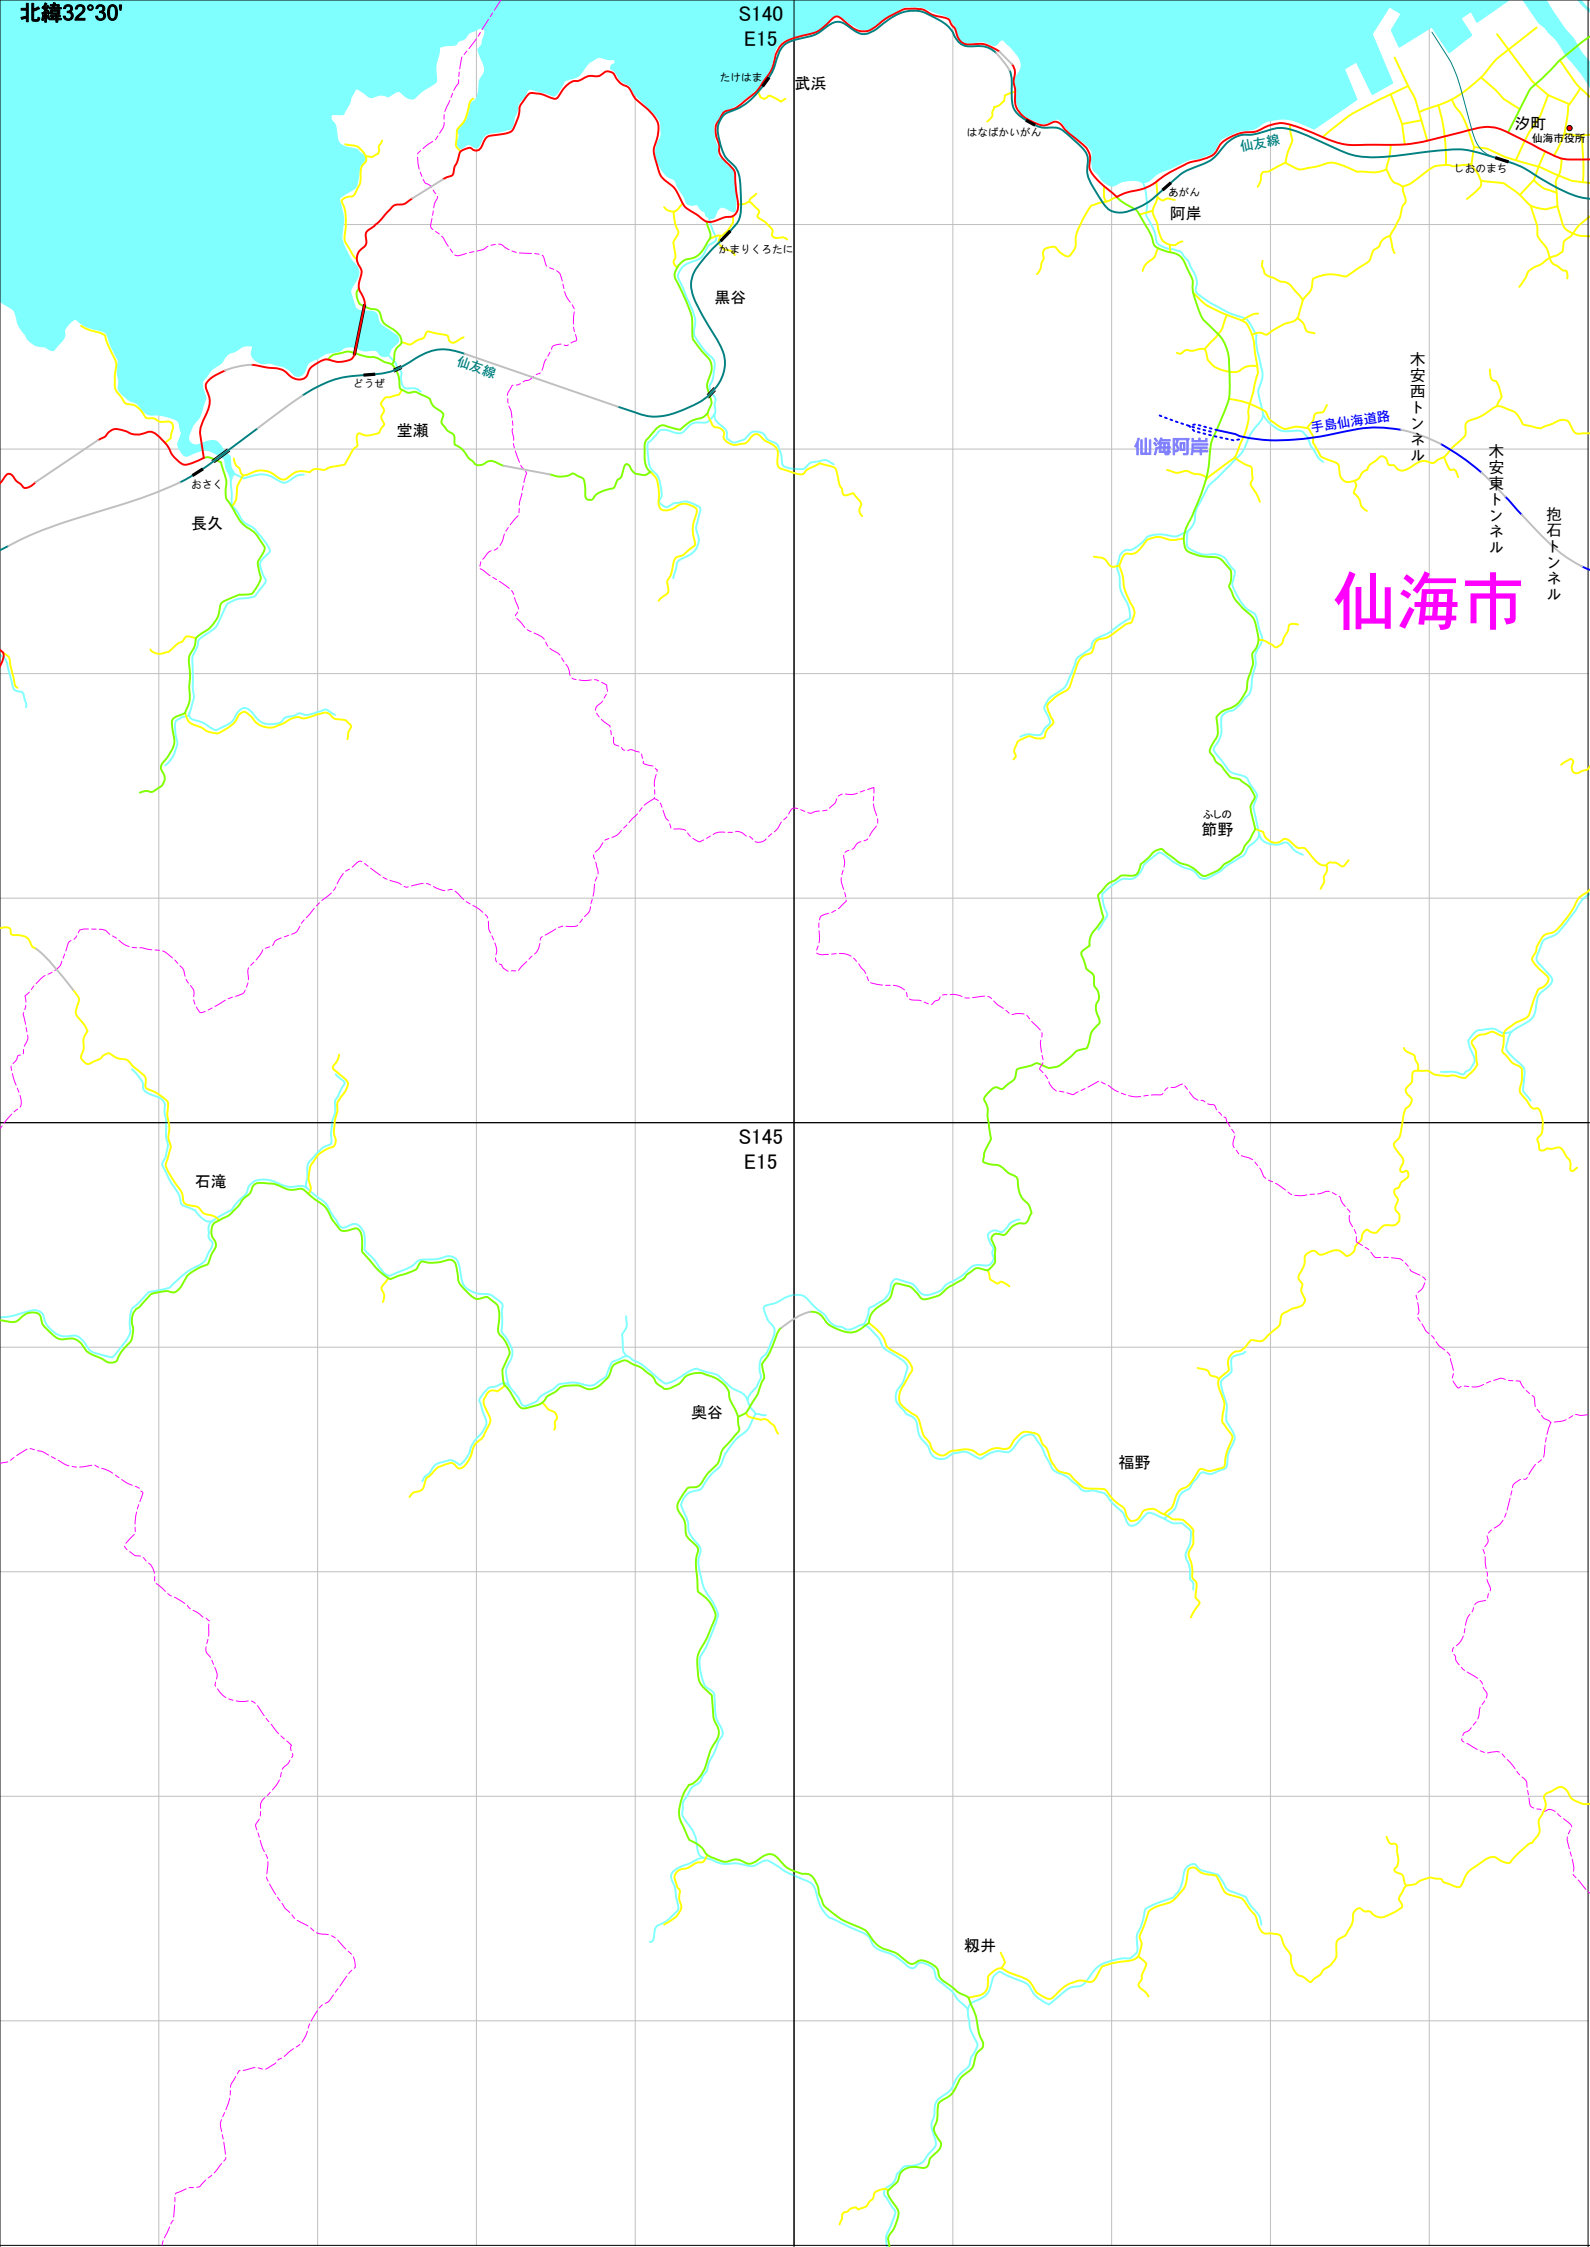 北緯32°30'
S140
E15
たけはま
武浜
はなばかいがん
仙友線
汐町
仙海市役所
しおのまち
あがん
阿岸
かまりくろたに
黒谷
仙友線
どうぜ
堂瀬
木安西トンネル
手島仙海道路
仙海阿岸
木安東トンネル
おさく
長久
抱石トンネル
仙海市
ふしの
節野
S145
E15
石滝
奥谷
福野
籾井